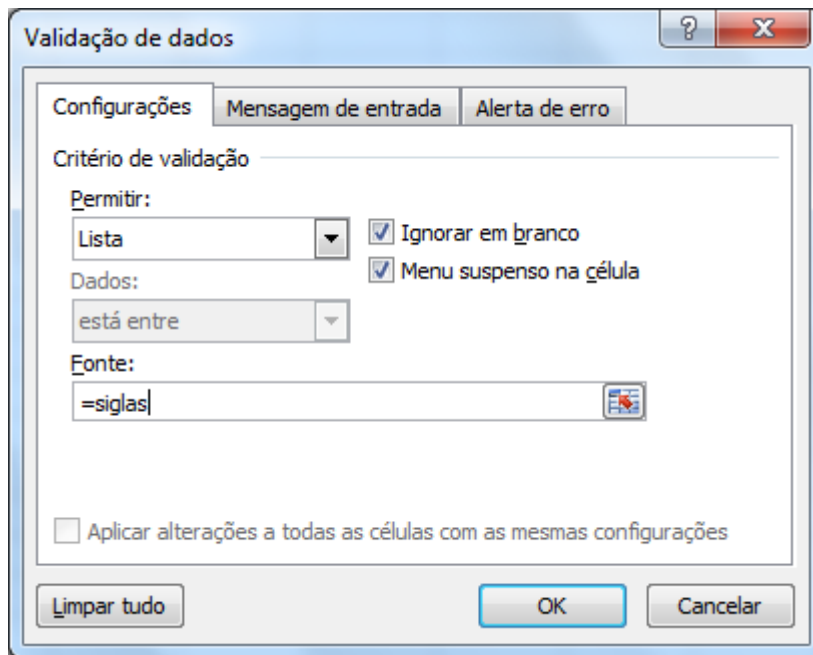 Validação de dados
?
X
Configurações
Mensagem de entrada
Alerta de erro
Critério de validação
Permitir:
Lista
Ignorar em branco
Dados:
Menu suspenso na célula
está entre
Fonte:
=siglas
Aplicar alterações a todas as células com as mesmas configurações
Limpar tudo
OK
Cancelar